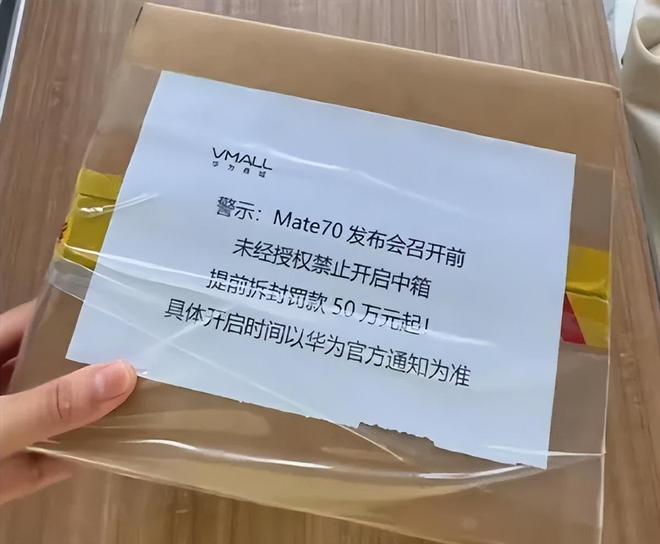 VMALL
华为商城
警示：Mate70 发布会召开前
未经授权禁止开启中箱
提前拆封罚款 50 万元起！
具体开启时间以华为官方通知为准